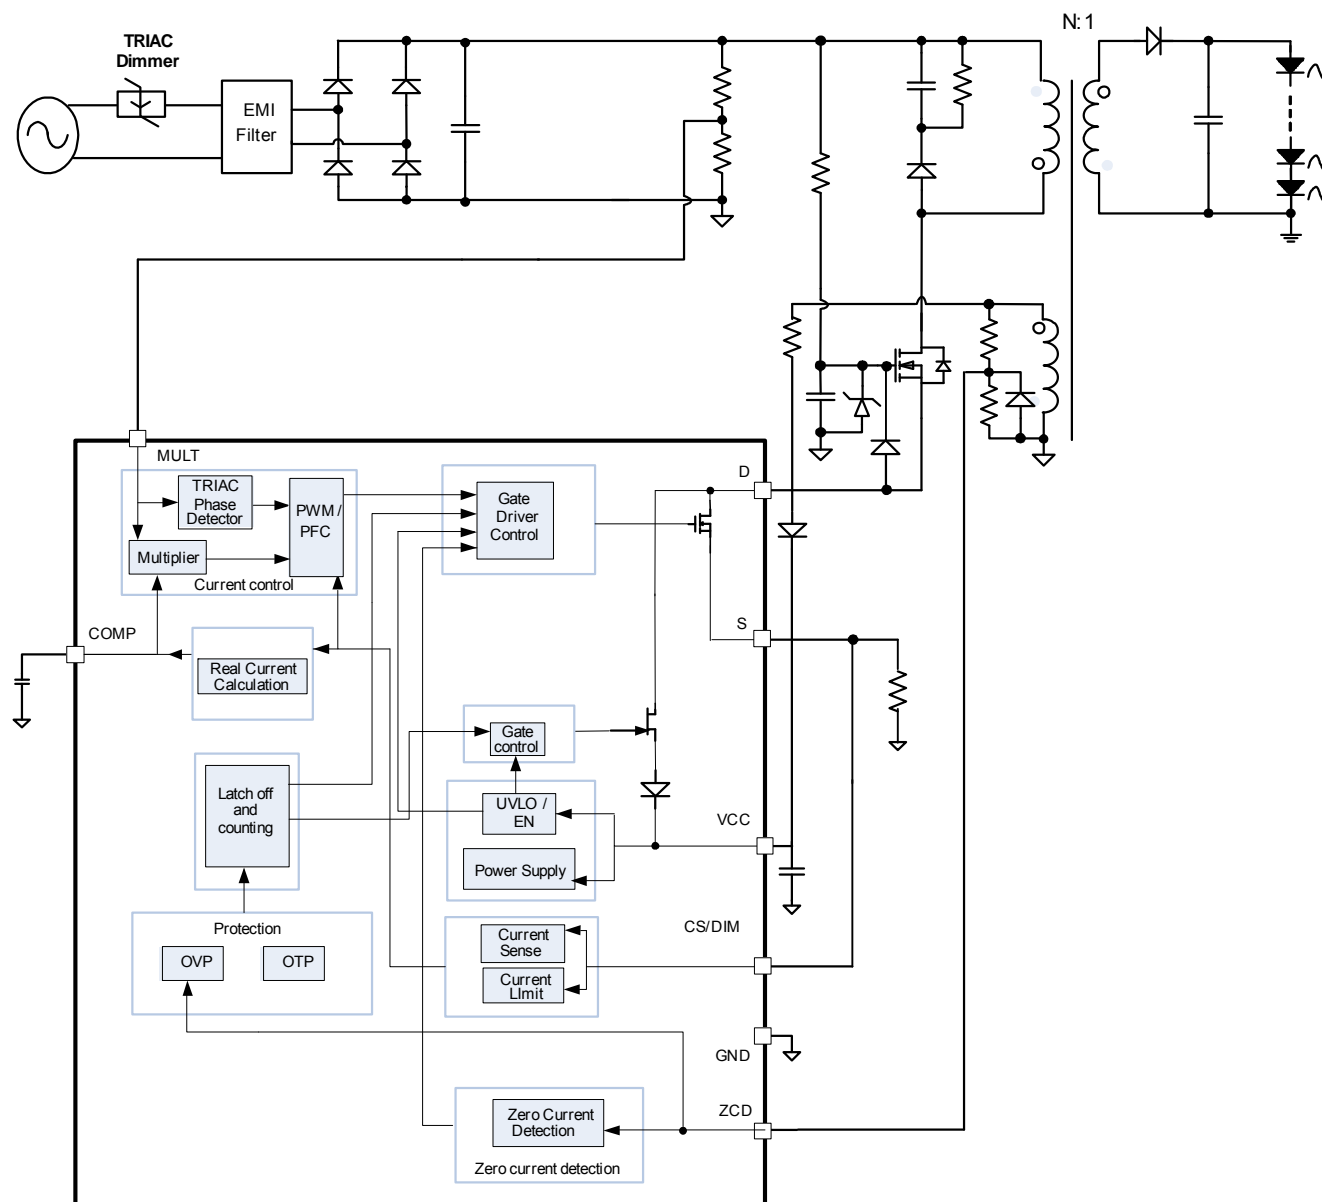 N:1
TRIAC
Dimmer
EMI
Filter
MULT
TRIAC
Phase
Detector
PWM /
PFC
Multiplier
Current control
Gate
Driver
Control
D
S
COMP
Real Current
Calculation
Gate
control
Latch off
and
counting
UVLO /
EN
VCC
Power Supply
Protection
OVP
OTP
CS/DIM
Current
Sense
Current
LImit
GND
ZCD
Zero Current
Detection
Zero current detection